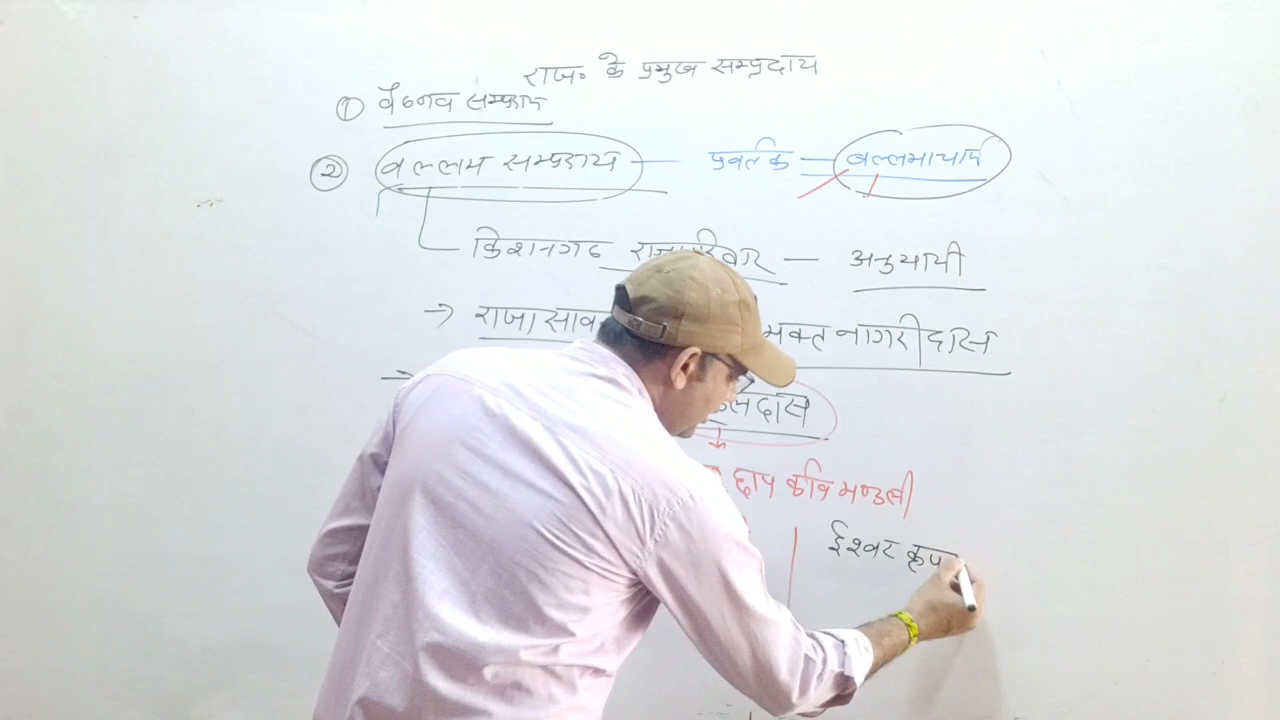 राज॰ के प्रमुख सम्प्रदाय
① वैष्णव सम्प्रदाय
② वल्लभ सम्प्रदाय — प्रवर्तक — वल्लभाचार्य
किशनगढ राजपरिवार — अनुयायी
→ राजा साव भक्त नागरीदास
दास
छाप कवि मण्डली
ईश्वर कृप